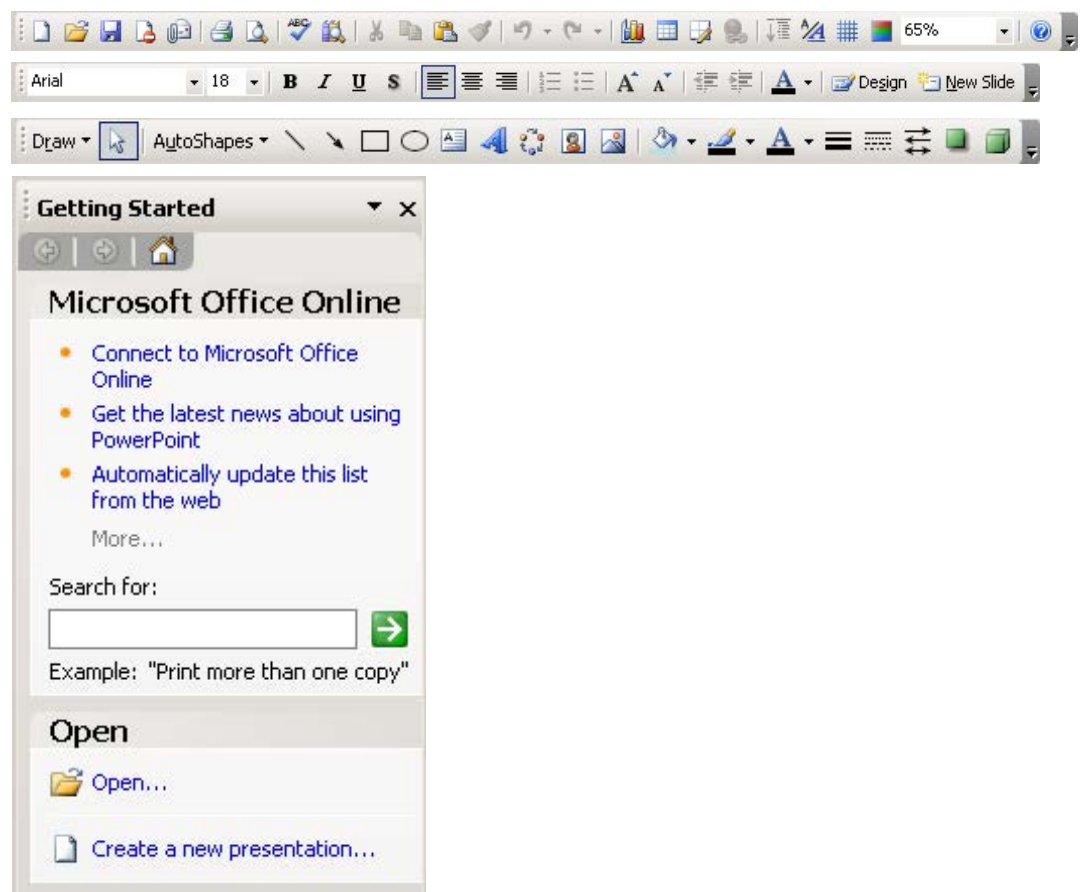 ABC 65%
Arial 18 B I U S A A A Design New Slide
Draw AutoShapes A A A
Getting Started
Microsoft Office Online
Connect to Microsoft Office
Online
Get the latest news about using
PowerPoint
Automatically update this list
from the web
More...
Search for:
Example: "Print more than one copy"
Open
Open...
Create a new presentation...